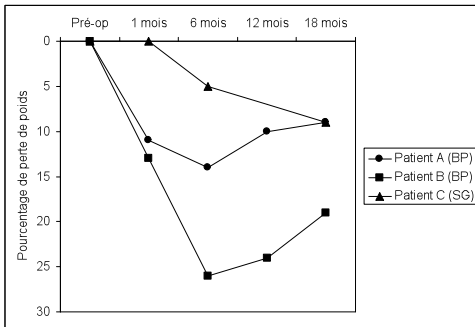 Pré-op 1 mois 6 mois 12 mois 18 mois
0
5
10
15
20
25
30
Pourcentage de perte de poids
Patient A (BP)
Patient B (BP)
Patient C (SG)